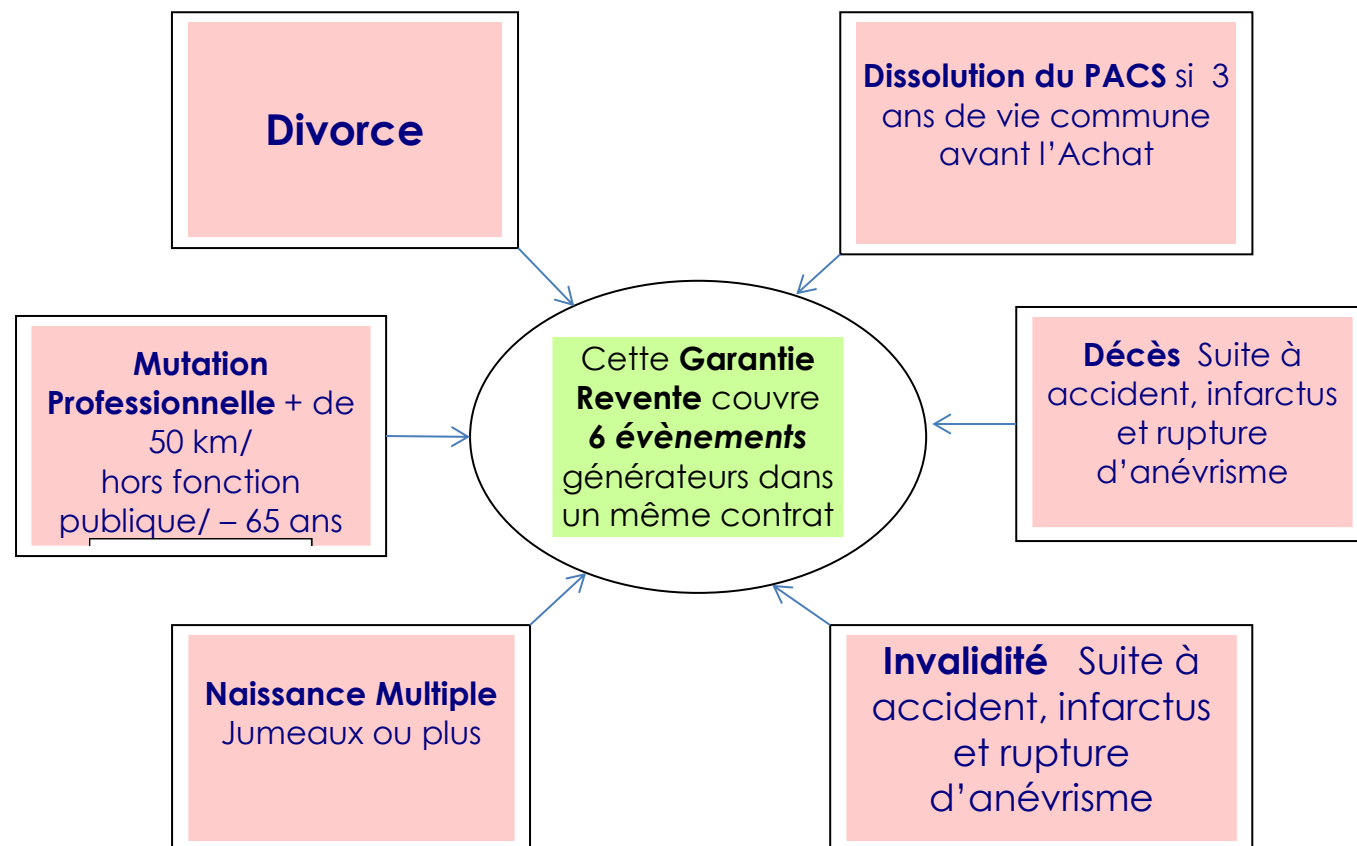 Divorce
Dissolution du PACS si 3
ans de vie commune
avant l’Achat
Mutation
Professionnelle + de
50 km/
hors fonction
publique/ – 65 ans
Cette Garantie
Revente couvre
6 évènements
générateurs dans
un même contrat
Décès Suite à
accident, infarctus
et rupture
d’anévrisme
Naissance Multiple
Jumeaux ou plus
Invalidité Suite à
accident, infarctus
et rupture
d’anévrisme